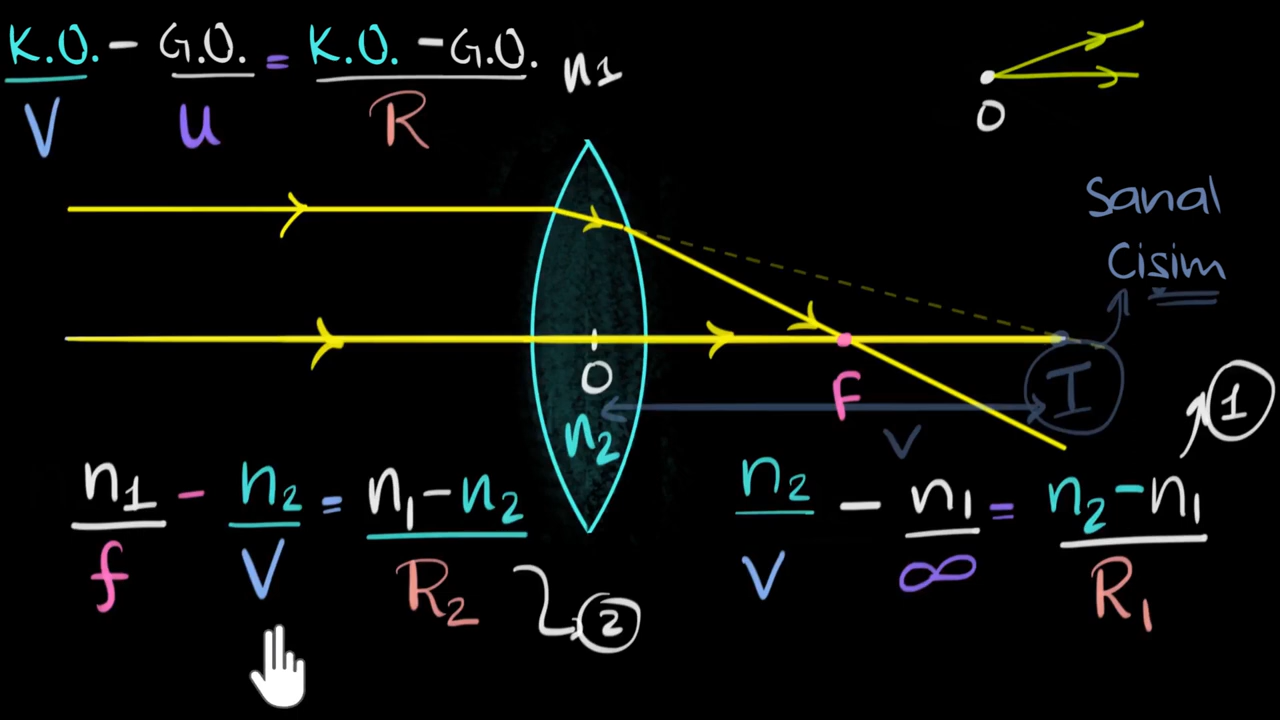 K.O. - G.O. = K.O. - G.O.
V u R
n1
O
Sanal
Cisim
O
F
I
n2
V
1
n1/f - n2/V = n1-n2/R2
2
n2/V - n1/∞ = n2-n1/R1